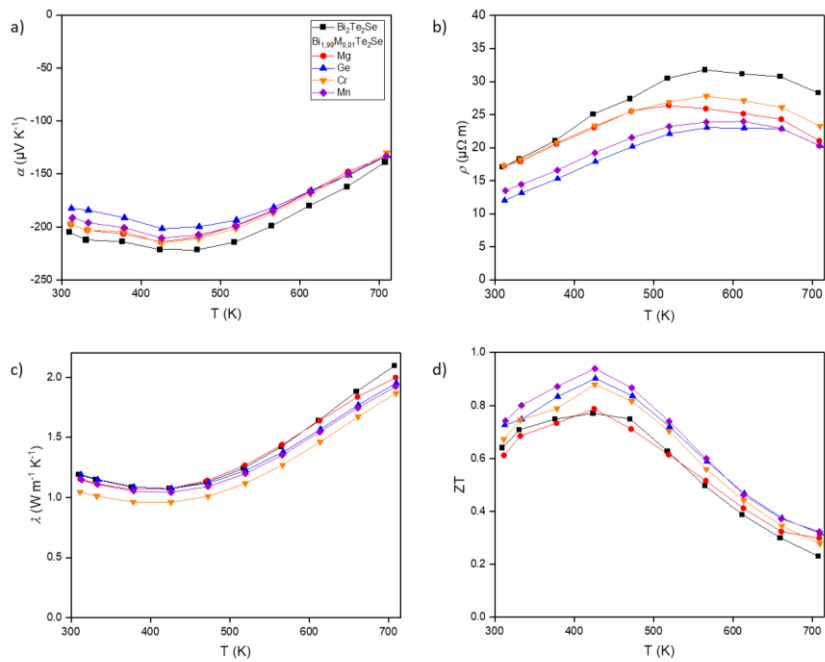 a)
0
-50
-100
-150
-200
-250
α (µV K⁻¹)
300
400
500
600
700
T (K)
Bi₂Te₂Se
Bi₁,₉₉M₀,₀₁Te₂Se
Mg
Ge
Cr
Mn
b)
40
35
30
25
20
15
10
5
0
ρ (µΩ m)
300
400
500
600
700
T (K)
c)
2.0
1.5
1.0
0.5
0.0
λ (W m⁻¹ K⁻¹)
300
400
500
600
700
T (K)
d)
1.0
0.8
0.6
0.4
0.2
0.0
ZT
300
400
500
600
700
T (K)